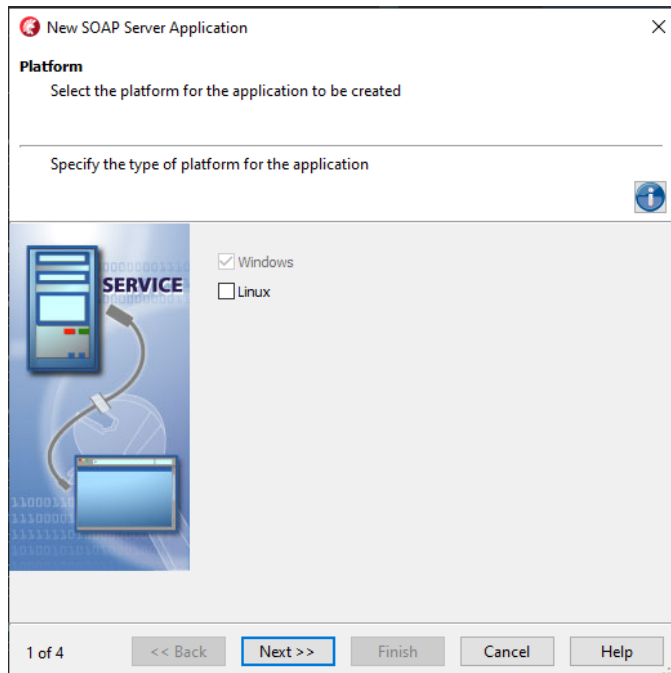 New SOAP Server Application
Platform
Select the platform for the application to be created
Specify the type of platform for the application
SERVICE
Windows
Linux
1 of 4
<< Back
Next >>
Finish
Cancel
Help